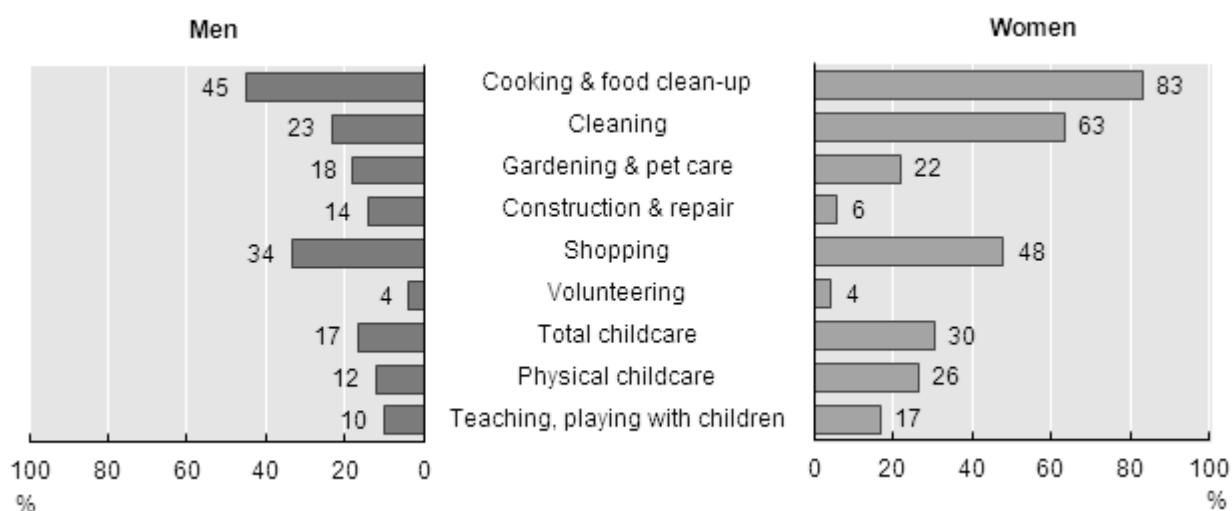 Men
Women
45 Cooking & food clean-up 83
23 Cleaning 63
18 Gardening & pet care 22
14 Construction & repair 6
34 Shopping 48
4 Volunteering 4
17 Total childcare 30
12 Physical childcare 26
10 Teaching, playing with children 17
100 80 60 40 20 0 0 20 40 60 80 100
% %